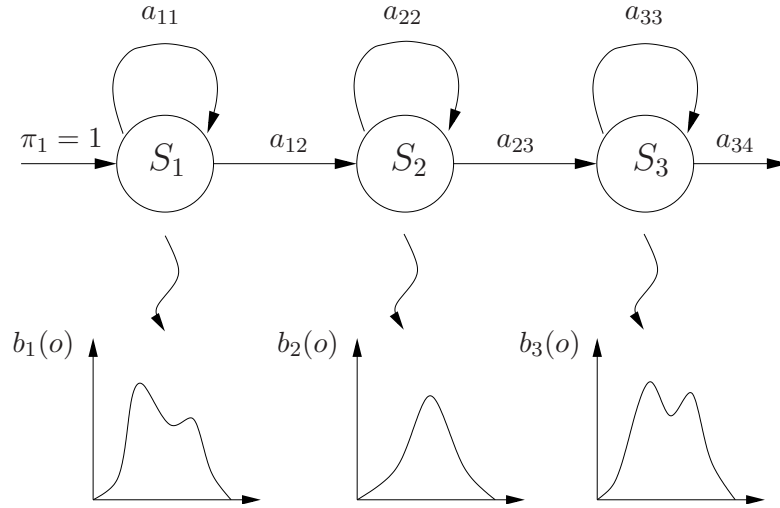 a₁₁ a₂₂ a₃₃
π₁ = 1 a₁₂ a₂₃ a₃₄
S₁ S₂ S₃
b₁(o) b₂(o) b₃(o)